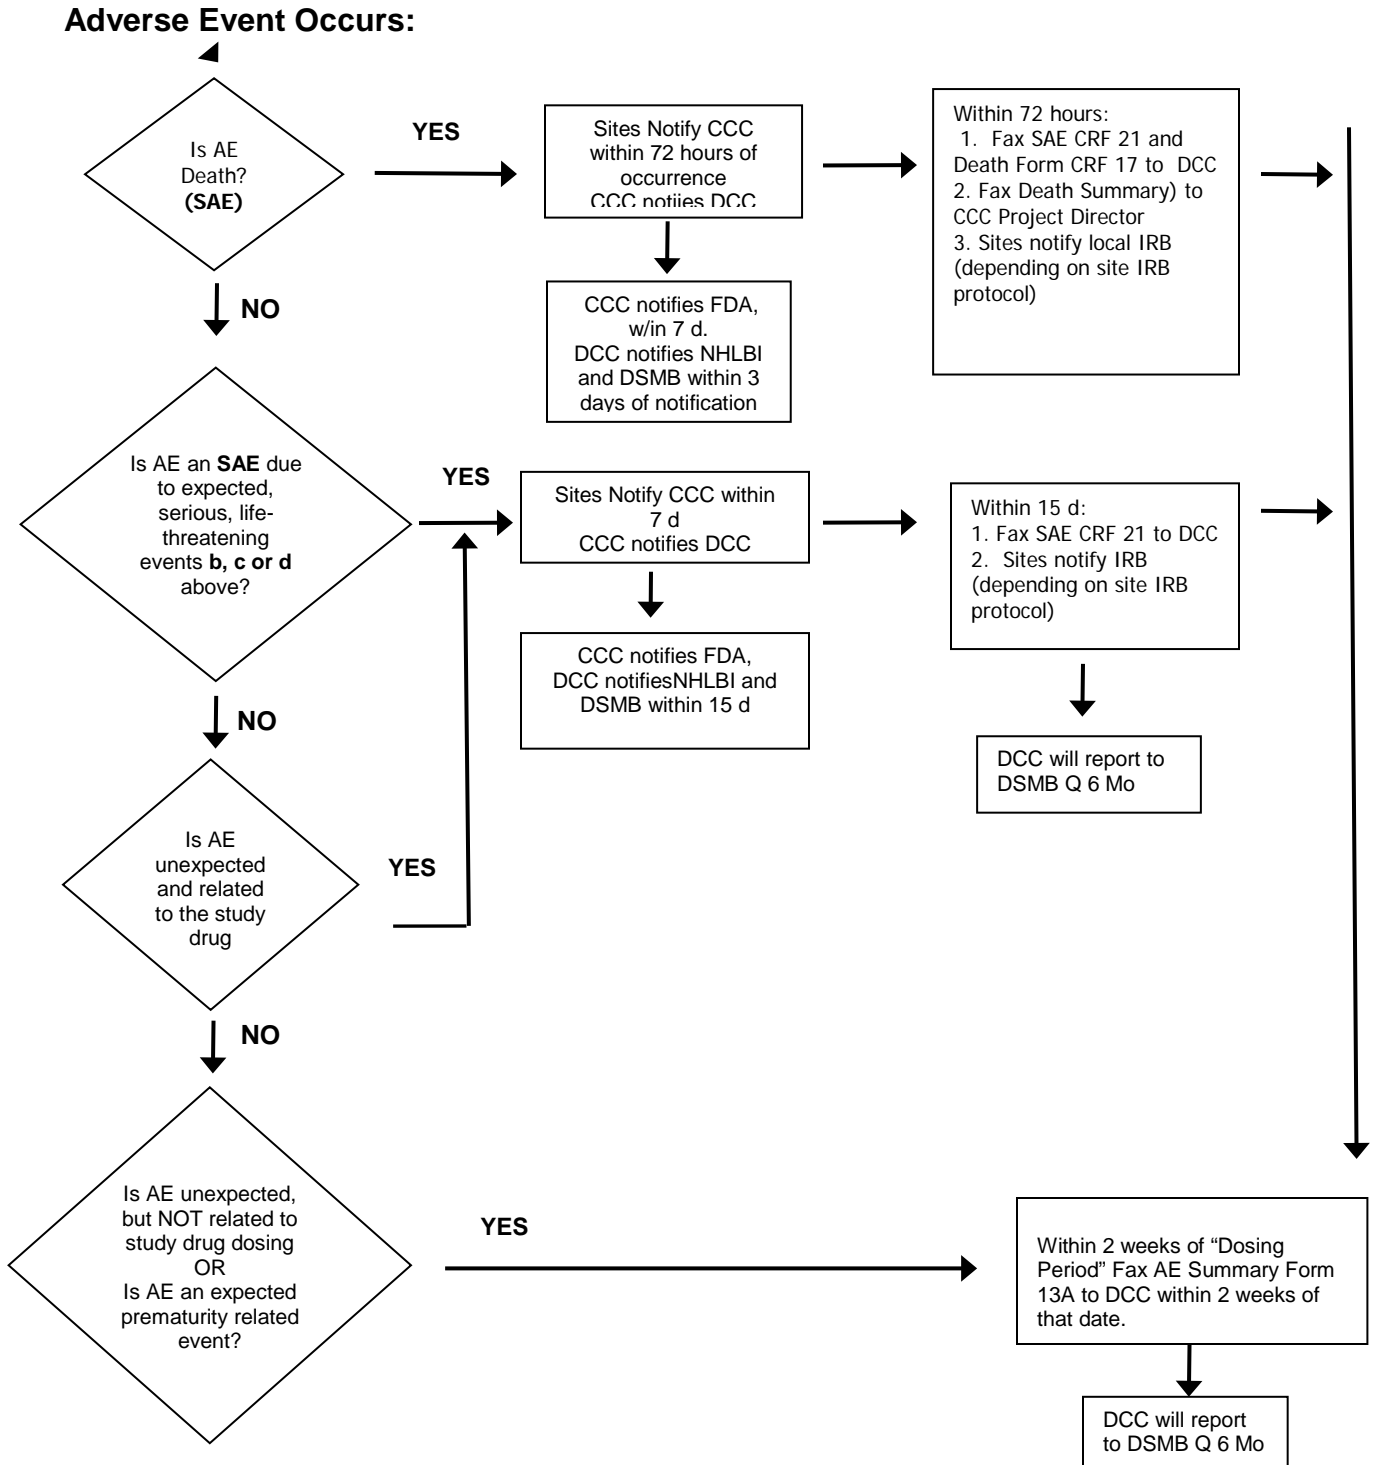 Adverse Event Occurs:
Is AE
Death?
(SAE)
YES
Sites Notify CCC
within 72 hours of
occurrence
CCC notiies DCC
Within 72 hours:
1. Fax SAE CRF 21 and
Death Form CRF 17 to DCC
2. Fax Death Summary) to
CCC Project Director
3. Sites notify local IRB
(depending on site IRB
protocol)
NO
CCC notifies FDA,
w/in 7 d.
DCC notifies NHLBI
and DSMB within 3
days of notification
Is AE an SAE due
to expected,
serious, life-
threatening
events b, c or d
above?
YES
Sites Notify CCC within
7 d
CCC notifies DCC
Within 15 d:
1. Fax SAE CRF 21 to DCC
2. Sites notify IRB
(depending on site IRB
protocol)
CCC notifies FDA,
DCC notifiesNHLBI and
DSMB within 15 d
NO
DCC will report to
DSMB Q 6 Mo
Is AE
unexpected
and related
to the study
drug
YES
NO
Is AE unexpected,
but NOT related to
study drug dosing
OR
Is AE an expected
prematurity related
event?
YES
Within 2 weeks of “Dosing
Period” Fax AE Summary Form
13A to DCC within 2 weeks of
that date.
DCC will report
to DSMB Q 6 Mo